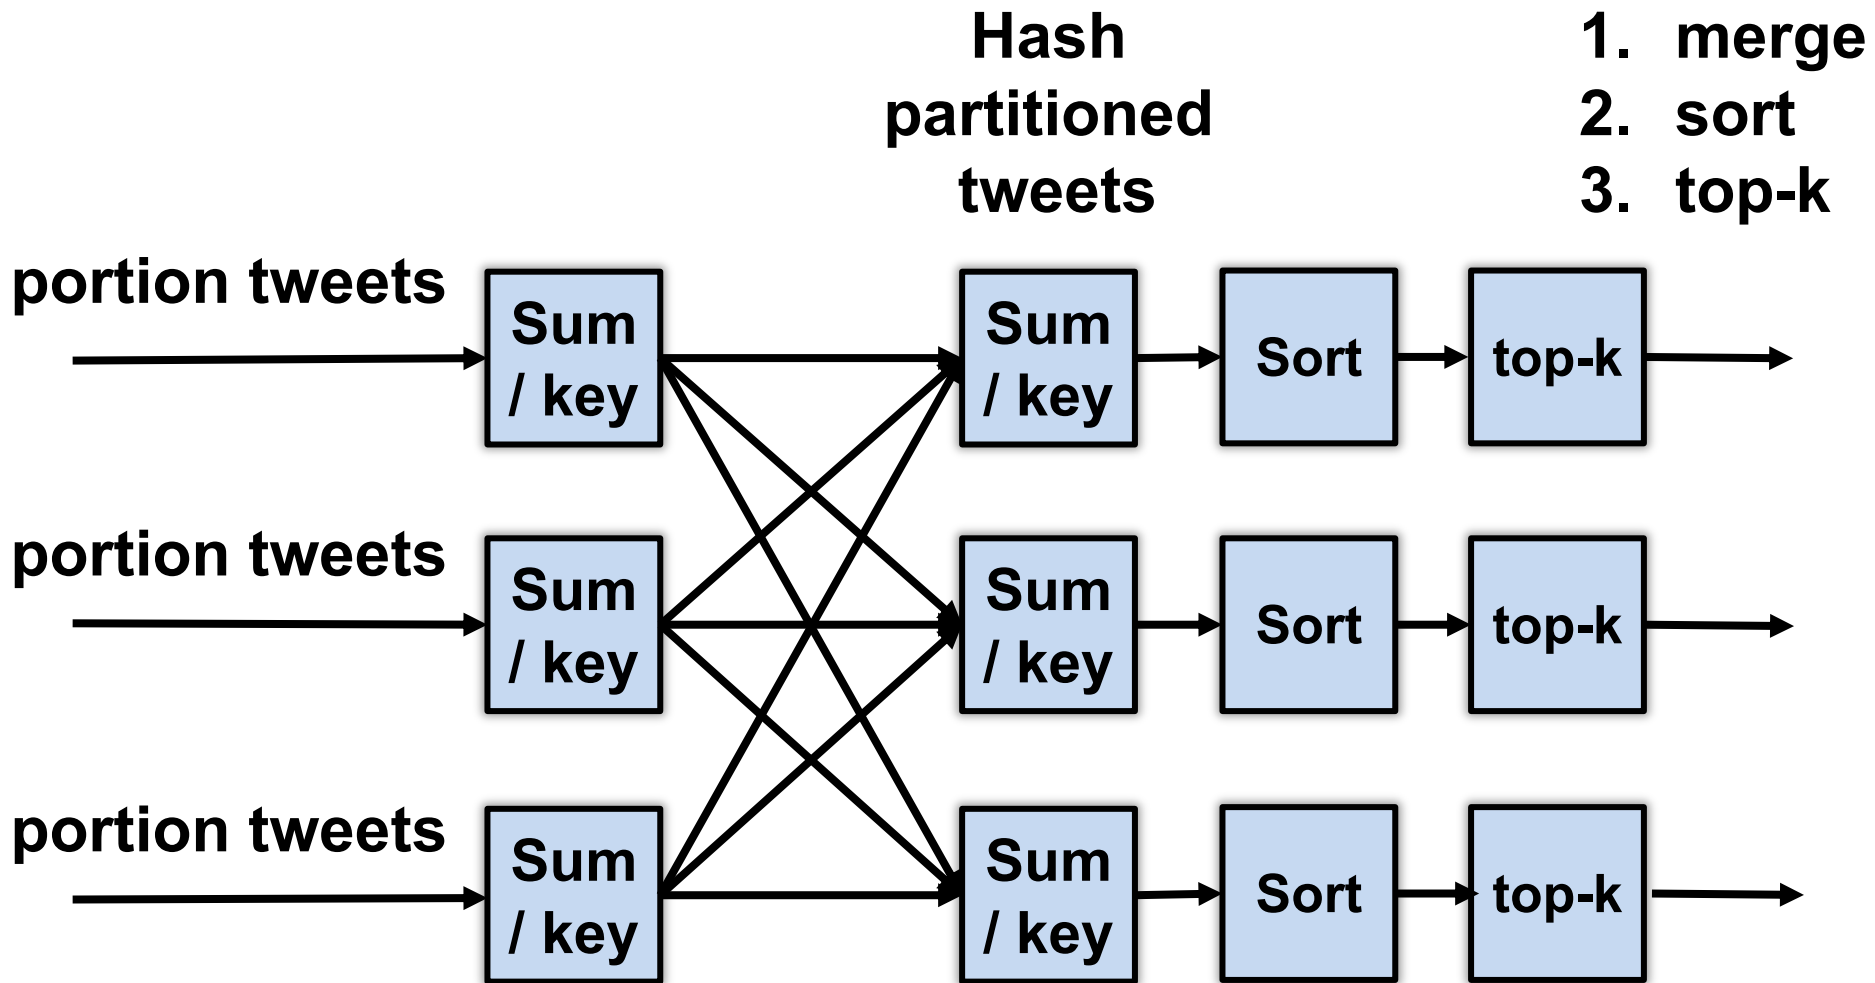 Hash
partitioned
tweets
1. merge
2. sort
3. top-k
portion tweets
Sum
/ key
Sum
/ key
Sort
top-k
portion tweets
Sum
/ key
Sum
/ key
Sort
top-k
portion tweets
Sum
/ key
Sum
/ key
Sort
top-k